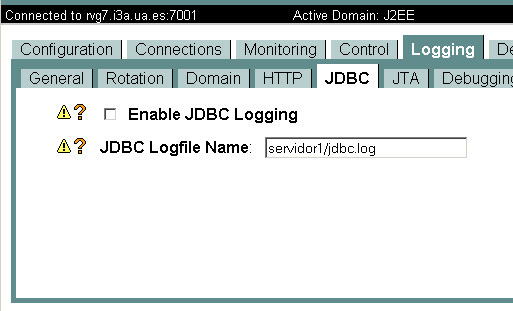 Connected to rvg7.i3a.ua.es:7001 Active Domain: J2EE
Configuration Connections Monitoring Control Logging De
General Rotation Domain HTTP JDBC JTA Debugging
? Enable JDBC Logging
? JDBC Logfile Name: servidor1/jdbc.log